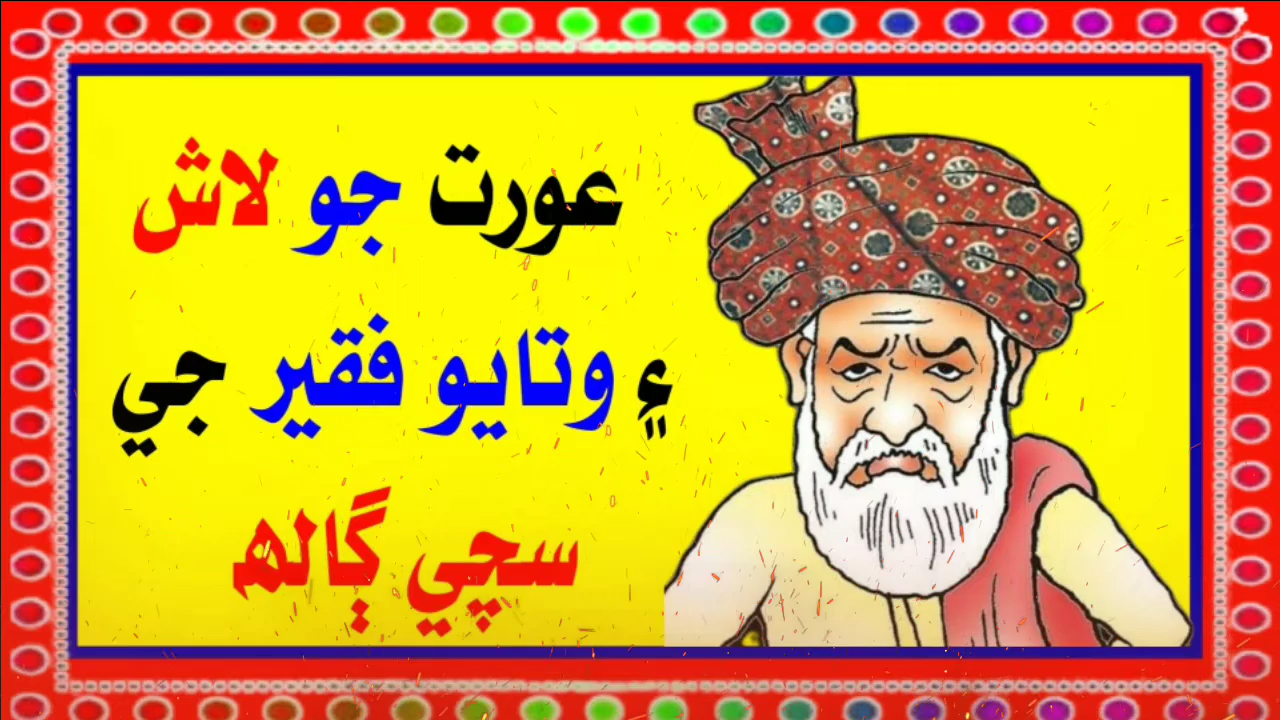 عورت جو لاش
۽ وتايو فقير جي
سچي ڳالھ